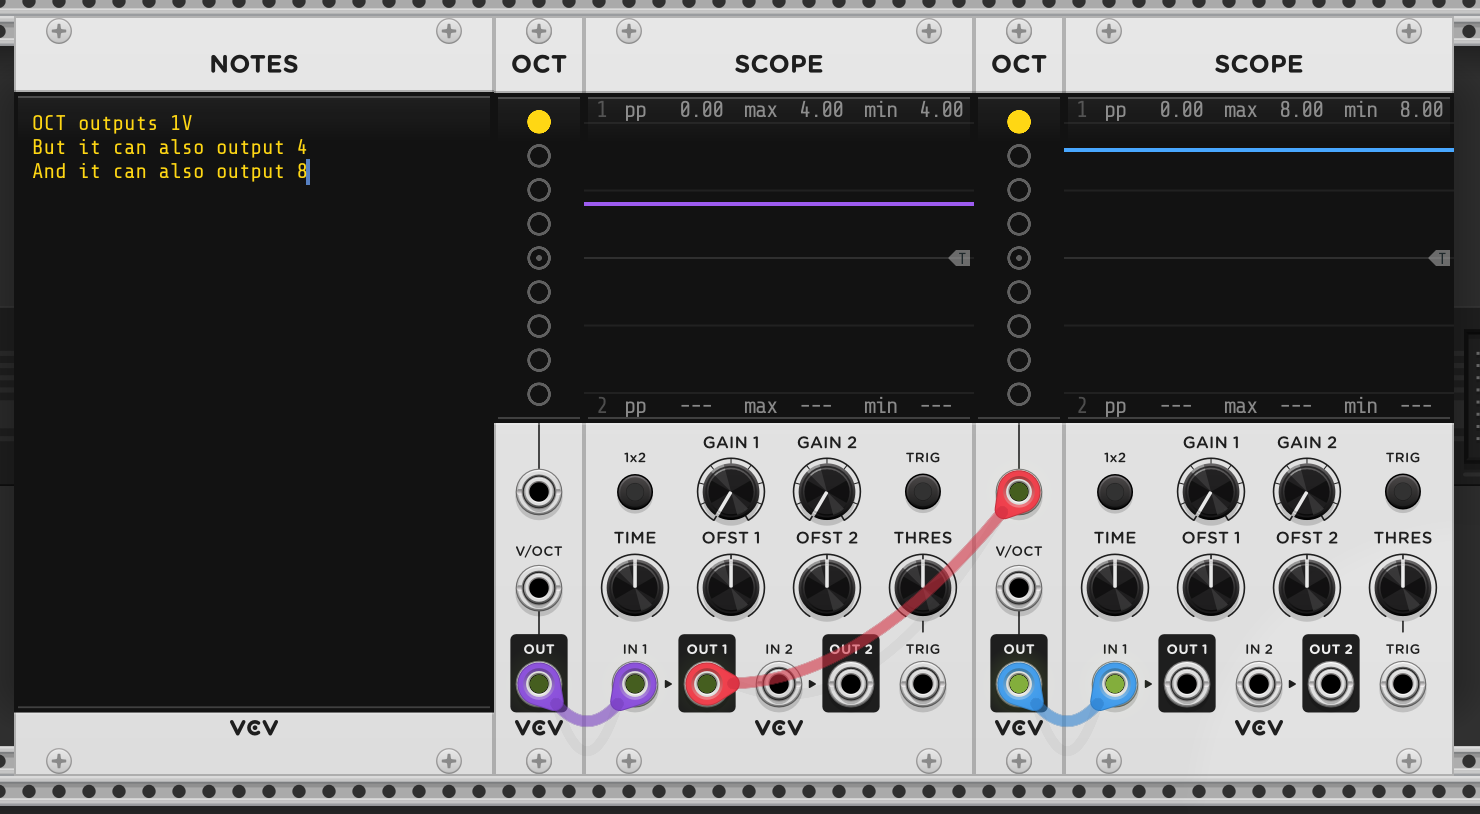 NOTES
OCT outputs 1V
But it can also output 4
And it can also output 8
VCV
OCT
V/OCT
OUT
VCV
SCOPE
1 pp 0.00 max 4.00 min 4.00
T
2 pp --- max --- min ---
GAIN 1 GAIN 2
1x2 TRIG
TIME OFST 1 OFST 2 THRES
IN 1 OUT 1 IN 2 OUT 2 TRIG
VCV
OCT
V/OCT
OUT
VCV
SCOPE
1 pp 0.00 max 8.00 min 8.00
T
2 pp --- max --- min ---
GAIN 1 GAIN 2
1x2 TRIG
TIME OFST 1 OFST 2 THRES
IN 1 OUT 1 IN 2 OUT 2 TRIG
VCV